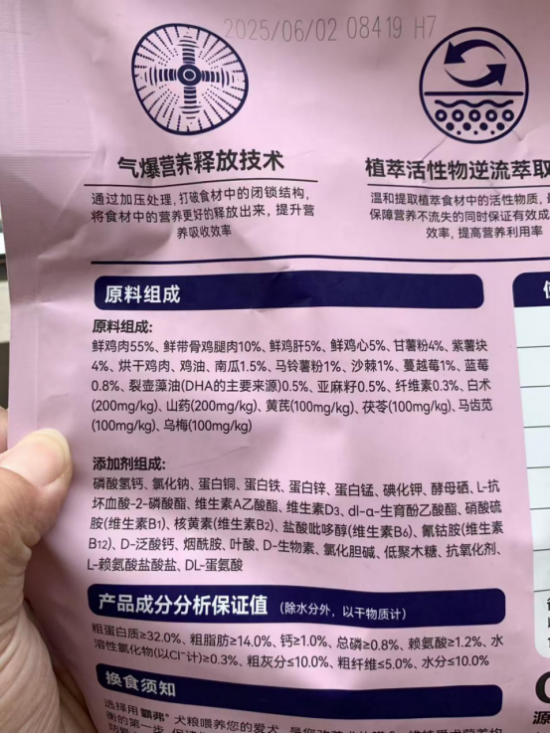 2025/06/02 08419 H7
气爆营养释放技术
通过加压处理,打破食材中的闭锁结构,
将食材中的营养更好的释放出来,提升营
养吸收效率
植萃活性物逆流萃取
温和提取植萃食材中的活性物质,
保障营养不流失的同时保证有效成
效率,提高营养利用率
原料组成
原料组成:
鲜鸡肉55%、鲜带骨鸡腿肉10%、鲜鸡肝5%、鲜鸡心5%、甘薯粉4%、紫薯块
4%、烘干鸡肉、鸡油、南瓜1.5%、马铃薯粉1%、沙棘1%、蔓越莓1%、蓝莓
0.8%、裂壶藻油(DHA的主要来源)0.5%、亚麻籽0.5%、纤维素0.3%、白术
(200mg/kg)、山药(200mg/kg)、黄芪(100mg/kg)、茯苓(100mg/kg)、马齿苋
(100mg/kg)、乌梅(100mg/kg)
添加剂组成:
磷酸氢钙、氯化钠、蛋白铜、蛋白铁、蛋白锌、蛋白锰、碘化钾、酵母硒、L-抗
坏血酸-2-磷酸酯、维生素A乙酸酯、维生素D3、dl-α-生育酚乙酸酯、硝酸硫
胺(维生素B1)、核黄素(维生素B2)、盐酸吡哆醇(维生素B6)、氰钴胺(维生素
B12)、D-泛酸钙、烟酰胺、叶酸、D-生物素、氯化胆碱、低聚木糖、抗氧化剂、
L-赖氨酸盐酸盐、DL-蛋氨酸
产品成分分析保证值 (除水分外，以干物质计)
粗蛋白质≥32.0%、粗脂肪≥14.0%、钙≥1.0%、总磷≥0.8%、赖氨酸≥1.2%、水
溶性氯化物(以Cl⁻计)≥0.3%、粗灰分≤10.0%、粗纤维≤5.0%、水分≤10.0%
换食须知
选择用 霸弗® 犬粮喂养您的爱犬
衡的第一步
源